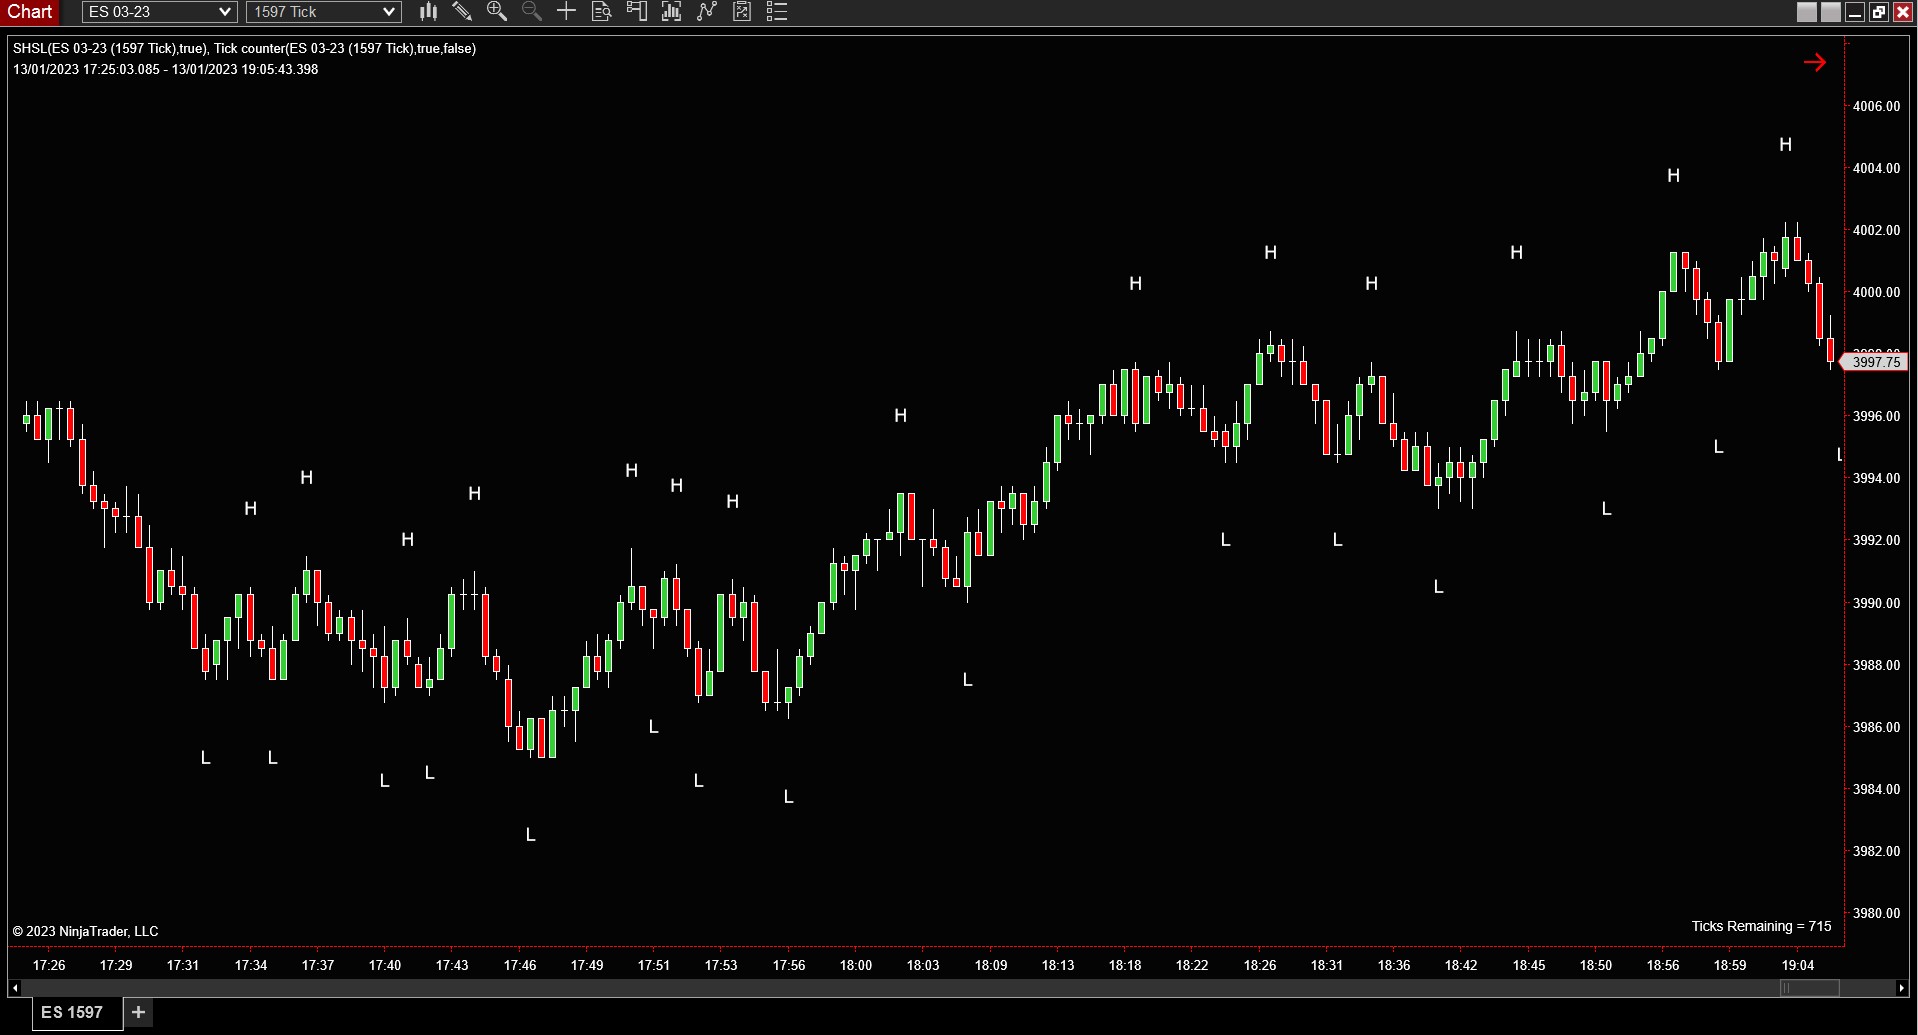 Chart ES 03-23 1597 Tick
SHSL(ES 03-23 (1597 Tick),true), Tick counter(ES 03-23 (1597 Tick),true,false)
13/01/2023 17:25:03.085 - 13/01/2023 19:05:43.398
4006.00
H
4004.00
H
4002.00
H H
H H
4000.00
3997.75
H
3996.00
L
L
H H
3994.00
H
H
H
H L
3992.00
H L L
L
3990.00
3988.00
L
3986.00
L
L L
3984.00
L
L L
L
L
3982.00
3980.00
© 2023 NinjaTrader, LLC
Ticks Remaining = 715
17:26 17:29 17:31 17:34 17:37 17:40 17:43 17:46 17:49 17:51 17:53 17:56 18:00 18:03 18:09 18:13 18:18 18:22 18:26 18:31 18:36 18:42 18:45 18:50 18:56 18:59 19:04
ES 1597 +